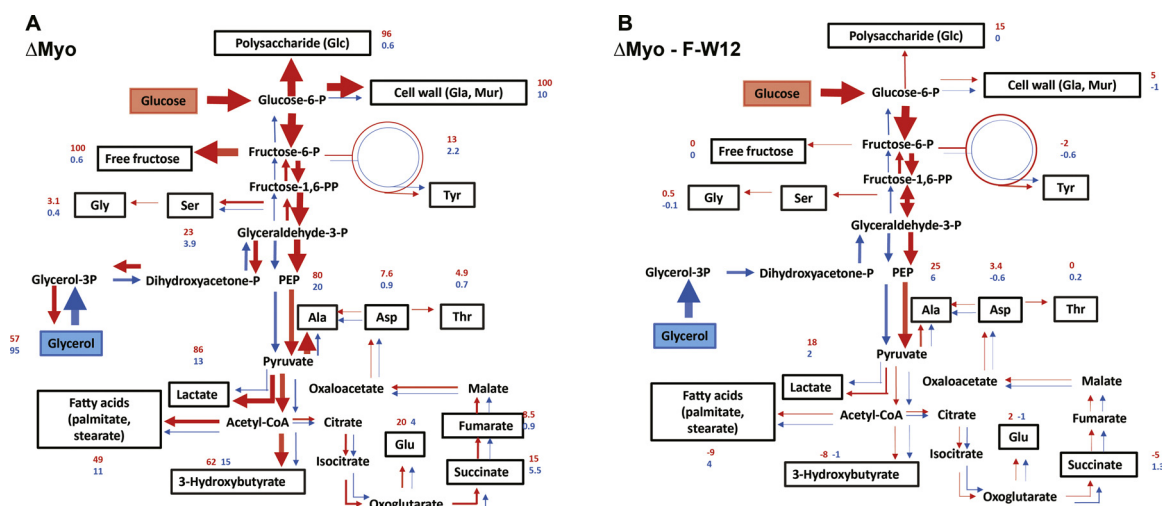 A
ΔMyo
96
0.6
Polysaccharide (Glc)
100
10
Cell wall (Gla, Mur)
Glucose
Glucose-6-P
100
0.6
Free fructose
Fructose-6-P
13
2.2
Fructose-1,6-PP
Tyr
3.1
0.4
Gly
Ser
23
3.9
Glyceraldehyde-3-P
Glycerol-3P
Dihydroxyacetone-P
PEP
80
20
7.6
0.9
4.9
0.7
Ala
Asp
Thr
57
95
Glycerol
86
13
Pyruvate
Lactate
Oxaloacetate
Malate
Fatty acids
(palmitate,
stearate)
Acetyl-CoA
Citrate
20 4
Glu
Fumarate
8.5
0.9
49
11
62 15
3-Hydroxybutyrate
Isocitrate
Succinate
15
5.5
Oxoglutarate
B
ΔMyo - F-W12
15
0
Polysaccharide (Glc)
5
-1
Cell wall (Gla, Mur)
Glucose
Glucose-6-P
0
0
Free fructose
Fructose-6-P
-2
-0.6
Fructose-1,6-PP
Tyr
0.5
-0.1
Gly
Ser
Glyceraldehyde-3-P
Glycerol-3P
Dihydroxyacetone-P
PEP
25
6
3.4
-0.6
0
0.2
Ala
Asp
Thr
Glycerol
18
2
Pyruvate
Lactate
Oxaloacetate
Malate
Fatty acids
(palmitate,
stearate)
Acetyl-CoA
Citrate
2 -1
Glu
Fumarate
-9
4
-8 -1
3-Hydroxybutyrate
Isocitrate
Succinate
-5
1.3
Oxoglutarate